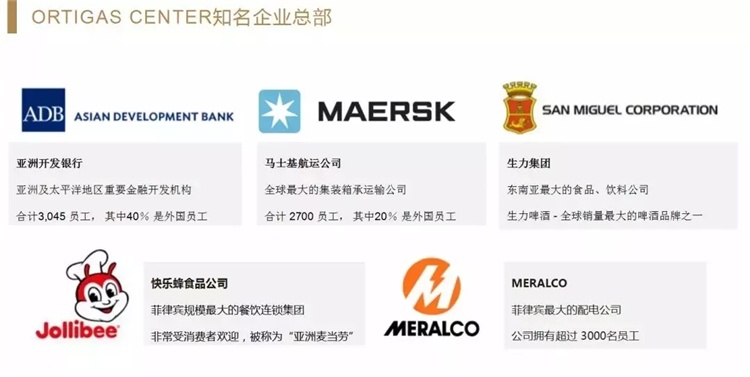 ORTIGAS CENTER知名企业总部
ADB ASIAN DEVELOPMENT BANK
MAERSK
SAN MIGUEL CORPORATION
亚洲开发银行
亚洲及太平洋地区重要金融开发机构
合计3,045 员工， 其中40% 是外国员工
马士基航运公司
全球最大的集装箱承运输公司
合计 2700 员工，其中20% 是外国员工
生力集团
东南亚最大的食品、饮料公司
生力啤酒 - 全球销量最大的啤酒品牌之一
Jollibee
快乐蜂食品公司
菲律宾规模最大的餐饮连锁集团
非常受消费者欢迎，被称为“亚洲麦当劳”
MERALCO
MERALCO
菲律宾最大的配电公司
公司拥有超过 3000名员工